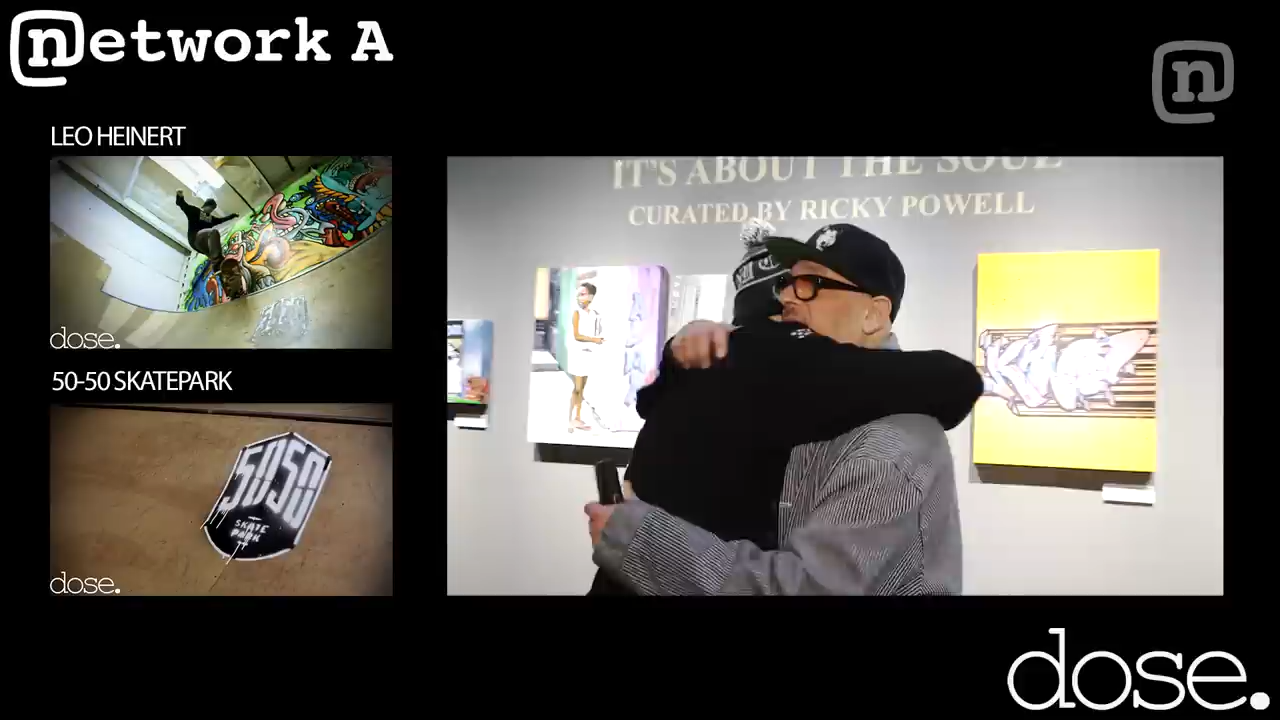 network A
n
LEO HEINERT
dose.
50-50 SKATEPARK
5050
SKATE
PARK
dose.
IT'S ABOUT THE SOUL
CURATED BY RICKY POWELL
dose.